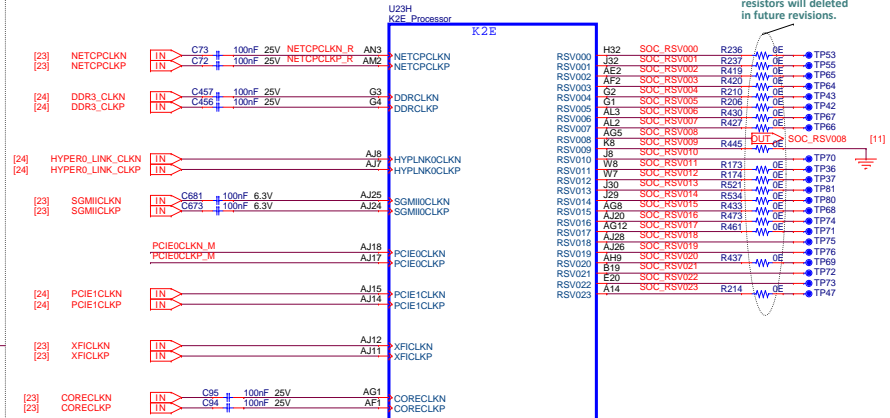 resistors will deleted
in future revisions.
U23H
K2E_Processor
K2E
[23] NETCPCLKN IN C73 100nF 25V NETCPCLKN_R AN3 NETCPCLKN
[23] NETCPCLKP IN C72 100nF 25V NETCPCLKP_R AM2 NETCPCLKP
[24] DDR3_CLKN IN C457 100nF 25V G3 DDRCLKN
[24] DDR3_CLKP IN C456 100nF 25V G4 DDRCLKP
[24] HYPER0_LINK_CLKN IN AJ8 HYPLNK0CLKN
[24] HYPER0_LINK_CLKP IN AJ7 HYPLNK0CLKP
[23] SGMIICLKN IN C681 100nF 6.3V AJ25 SGMII0CLKN
[23] SGMIICLKP IN C673 100nF 6.3V AJ24 SGMII0CLKP
PCIE0CLKN_M AJ18 PCIE0CLKN
PCIE0CLKP_M AJ17 PCIE0CLKP
[24] PCIE1CLKN IN AJ15 PCIE1CLKN
[24] PCIE1CLKP IN AJ14 PCIE1CLKP
[23] XFICLKN IN AJ12 XFICLKN
[23] XFICLKP IN AJ11 XFICLKP
[23] CORECLKN IN C95 100nF 25V AG1 CORECLKN
[23] CORECLKP IN C94 100nF 25V AF1 CORECLKP
RSV000 H32 SOC_RSV000 R236 0E TP53
RSV001 J32 SOC_RSV001 R237 0E TP55
RSV002 AE2 SOC_RSV002 R419 0E TP65
RSV003 AF2 SOC_RSV003 R420 0E TP64
RSV004 G2 SOC_RSV004 R210 0E TP43
RSV005 G1 SOC_RSV005 R206 0E TP42
RSV006 AL3 SOC_RSV006 R430 0E TP67
RSV007 AL2 SOC_RSV007 R427 0E TP66
RSV008 AG5 SOC_RSV008 OUT SOC_RSV008 [11]
RSV009 K8 SOC_RSV009 R445 0E
RSV010 J8 SOC_RSV010 TP70
RSV011 W8 SOC_RSV011 R173 0E TP36
RSV012 W7 SOC_RSV012 R174 0E TP37
RSV013 J30 SOC_RSV013 R521 0E TP81
RSV014 J29 SOC_RSV014 R534 0E TP80
RSV015 AG8 SOC_RSV015 R433 0E TP68
RSV016 AJ20 SOC_RSV016 R473 0E TP74
RSV017 AG12 SOC_RSV017 R461 0E TP71
RSV018 AJ28 SOC_RSV018 TP75
RSV019 AJ26 SOC_RSV019 TP76
RSV020 AH9 SOC_RSV020 R437 0E TP69
RSV021 B19 SOC_RSV021 TP72
RSV022 E20 SOC_RSV022 TP73
RSV023 A14 SOC_RSV023 R214 0E TP47